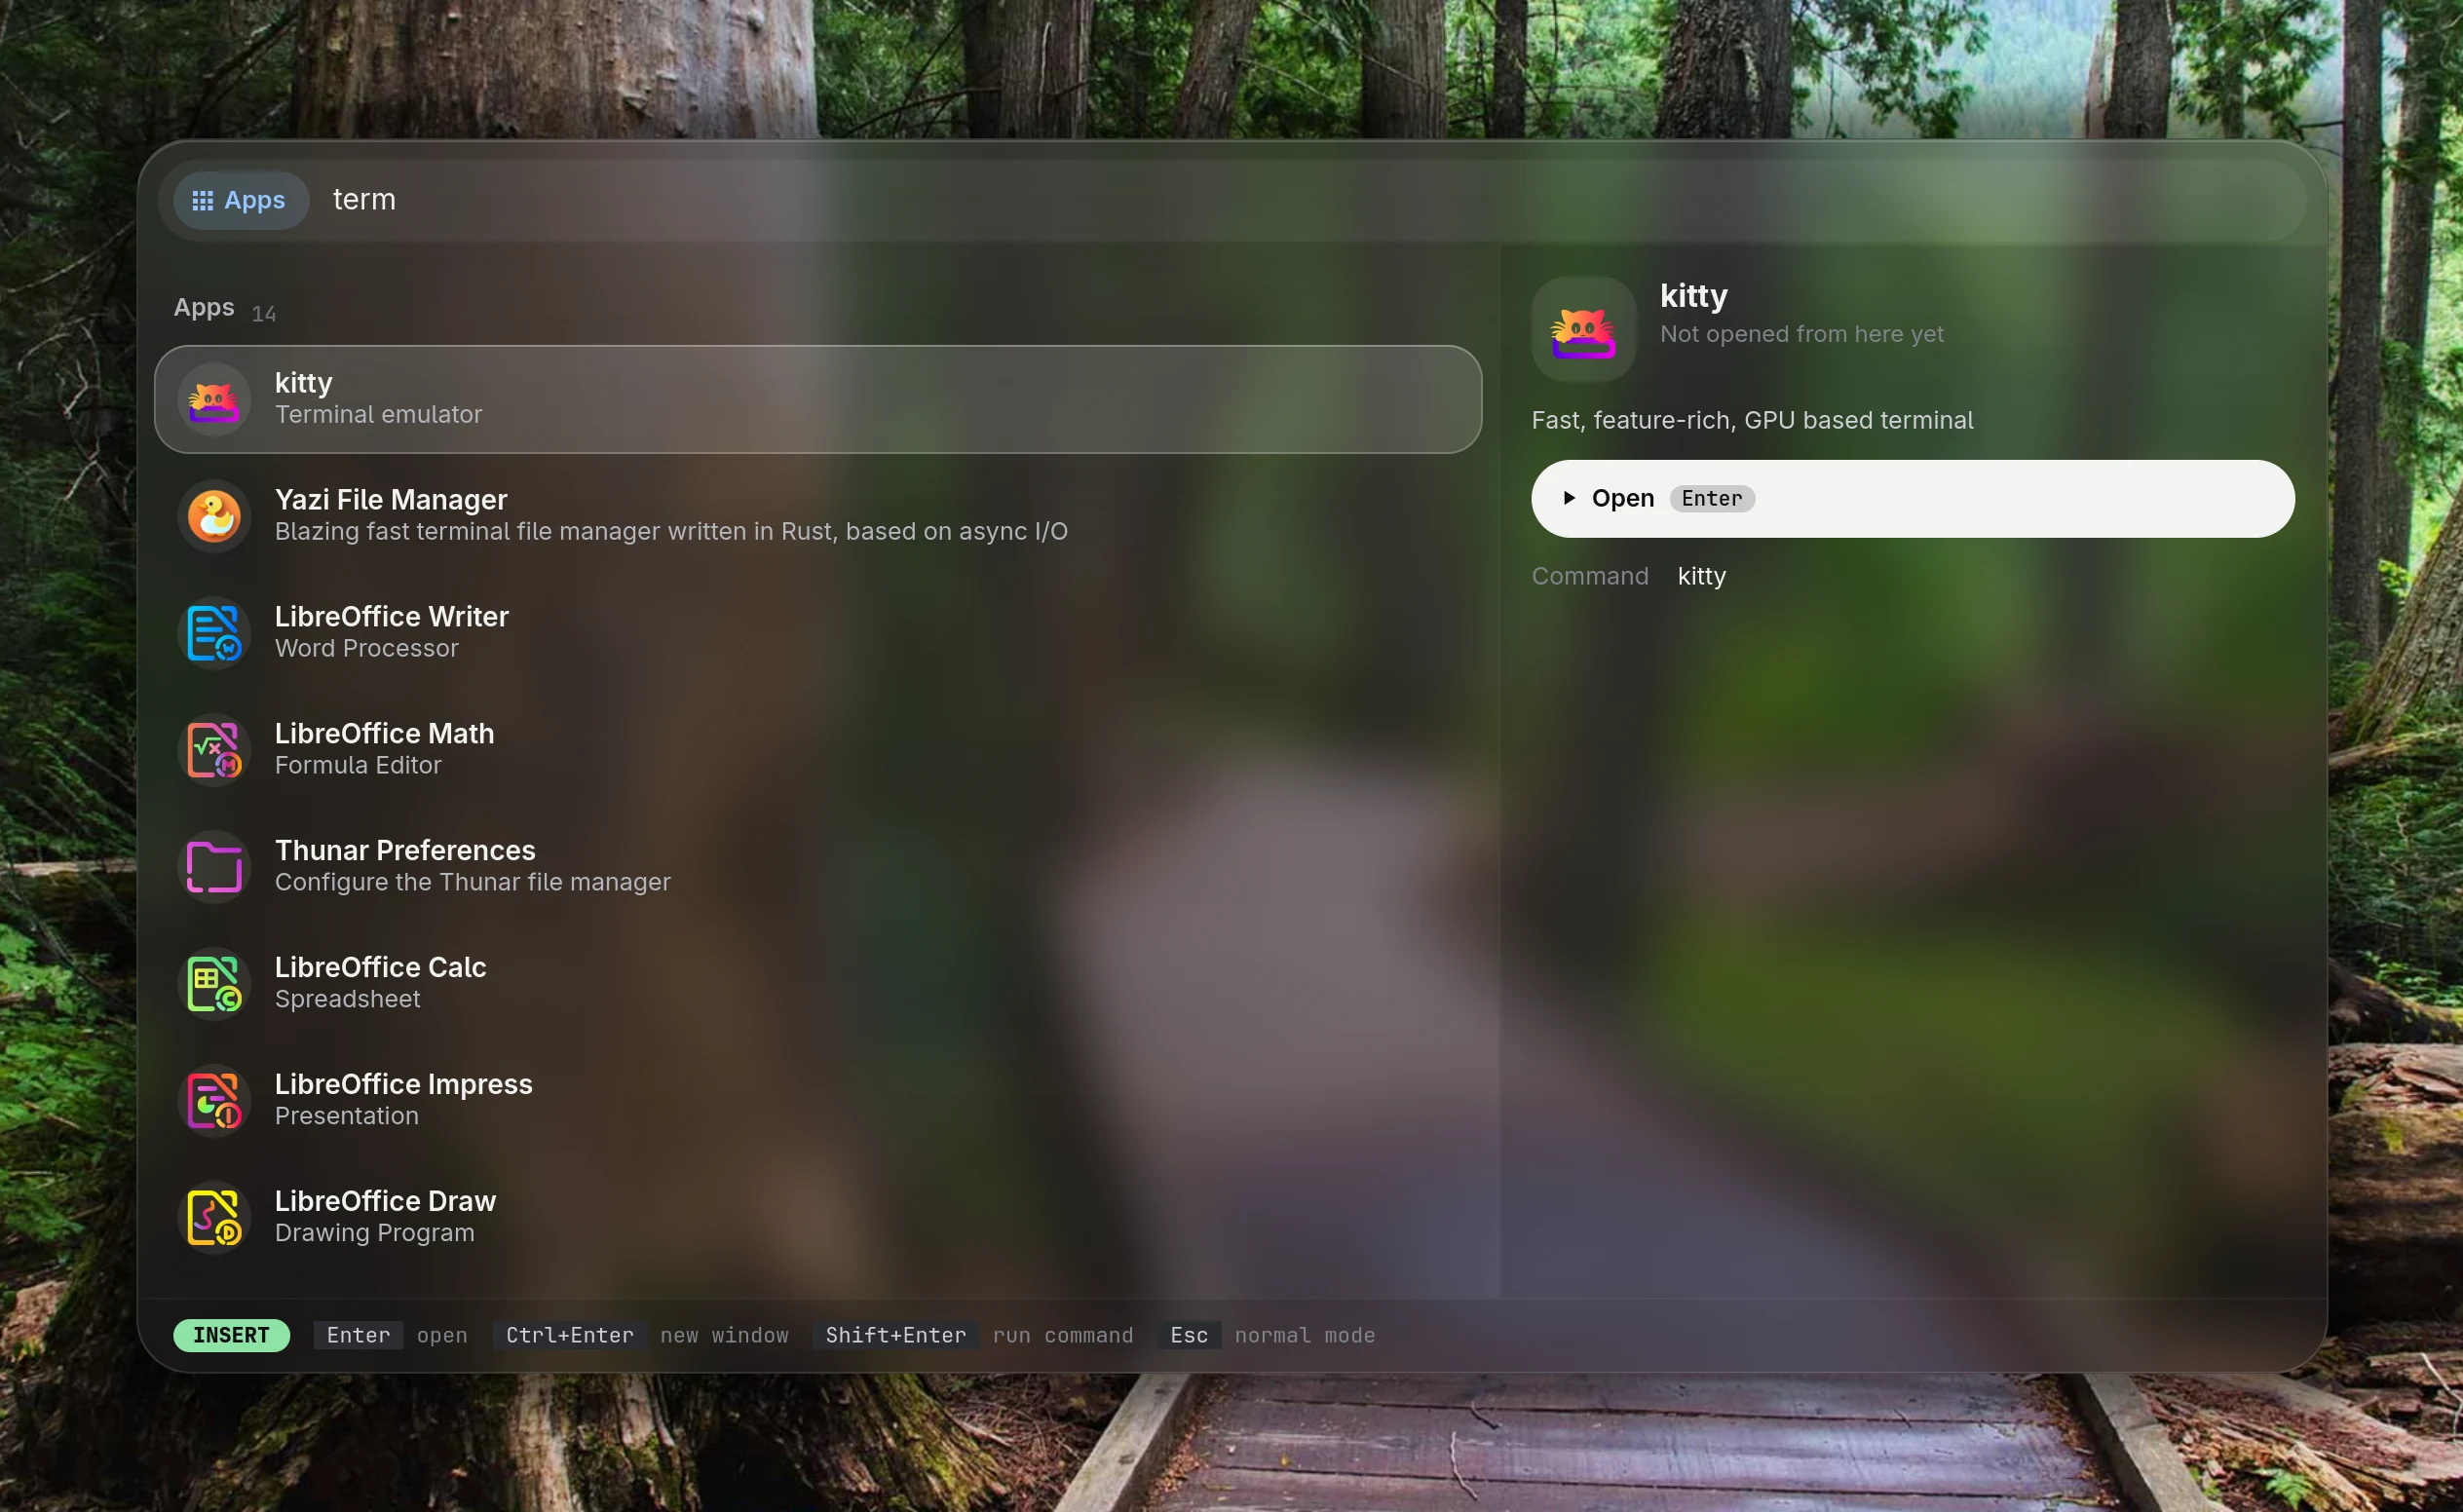 Apps term
Apps 14
kitty
Terminal emulator
Yazi File Manager
Blazing fast terminal file manager written in Rust, based on async I/O
LibreOffice Writer
Word Processor
LibreOffice Math
Formula Editor
Thunar Preferences
Configure the Thunar file manager
LibreOffice Calc
Spreadsheet
LibreOffice Impress
Presentation
LibreOffice Draw
Drawing Program
kitty
Not opened from here yet
Fast, feature-rich, GPU based terminal
Open Enter
Command kitty
INSERT Enter open Ctrl+Enter new window Shift+Enter run command Esc normal mode